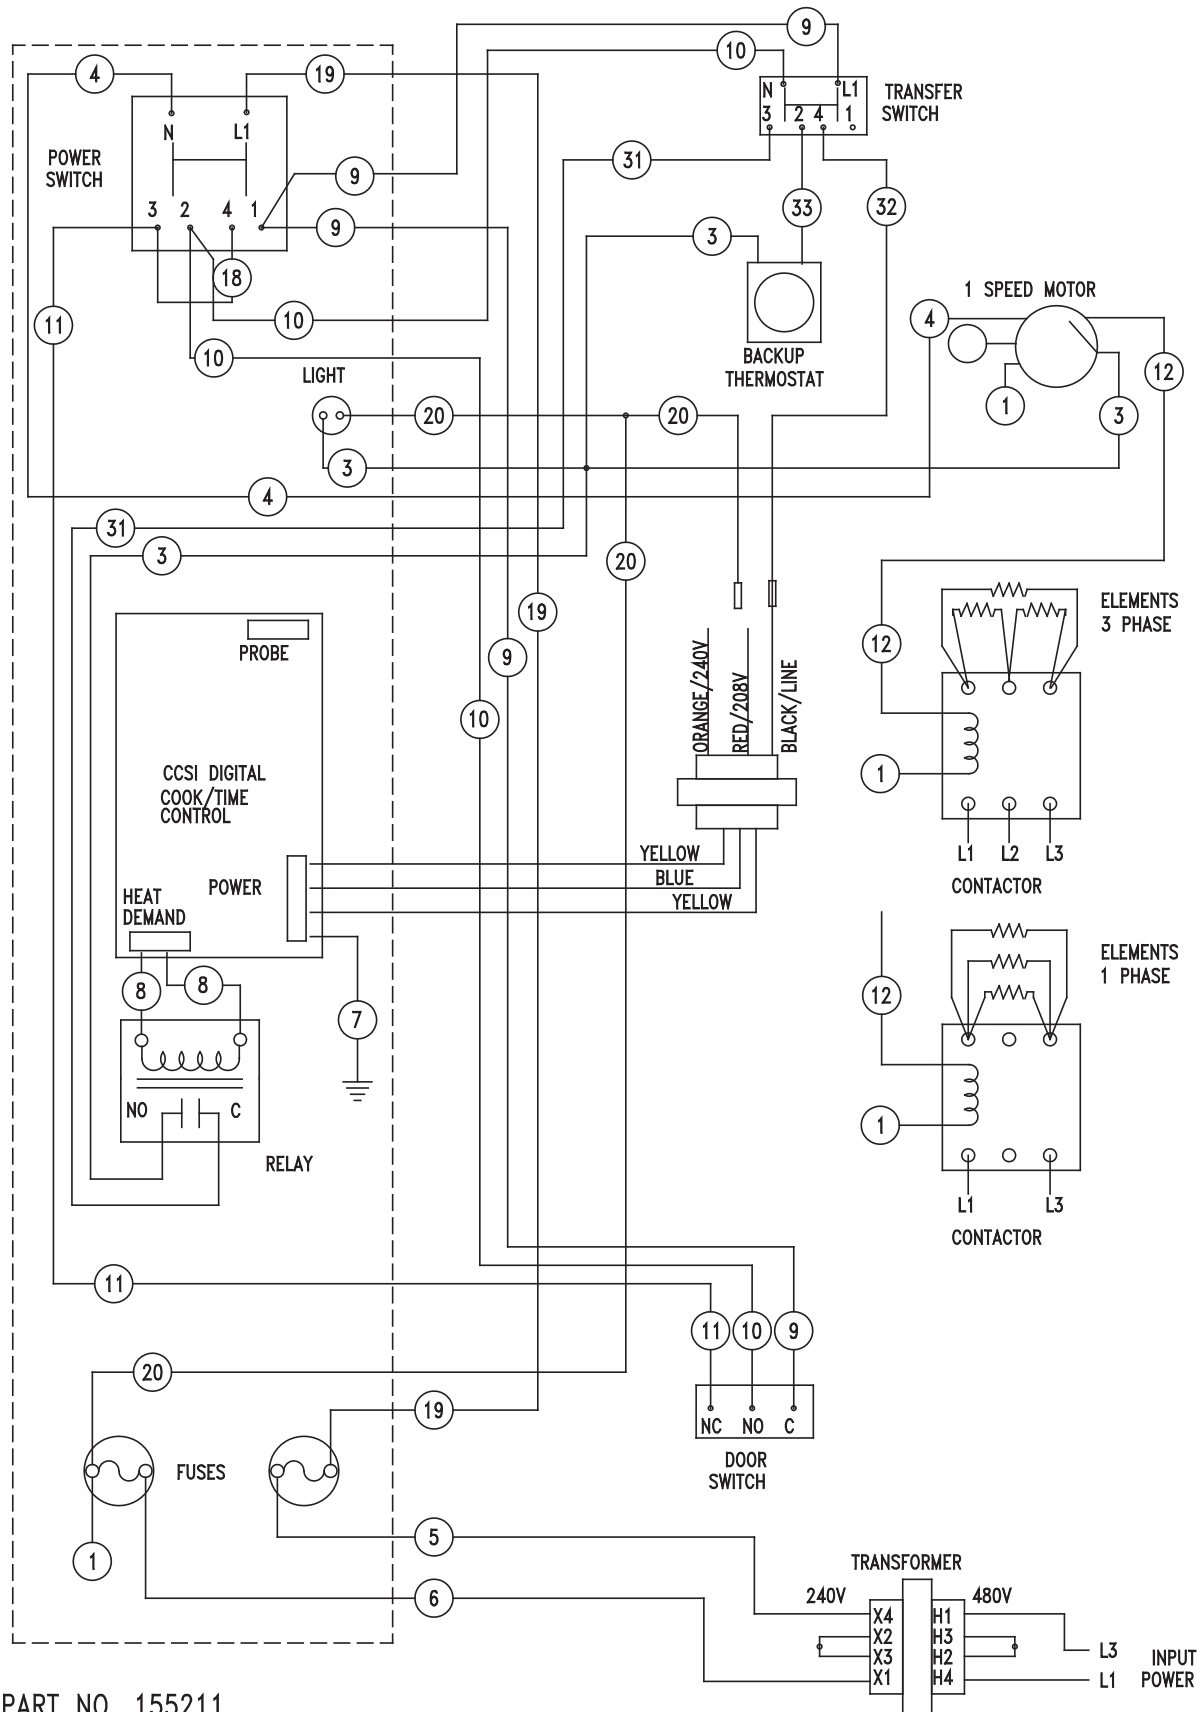 9
10
4
19
N L1
TRANSFER
SWITCH
3 2 4 1
N L1
POWER
SWITCH
31
9
3 2 4 1
33
32
9
3
18
1 SPEED MOTOR
11
10
4
10
BACKUP
THERMOSTAT
12
LIGHT
1
3
20
20
3
4
31
3
20
ELEMENTS
3 PHASE
19
12
PROBE
9
ORANGE/240V
RED/208V
BLACK/LINE
10
CCSI DIGITAL
COOK/TIME
CONTROL
1
YELLOW
L1 L2 L3
BLUE
POWER
CONTACTOR
HEAT
DEMAND
YELLOW
ELEMENTS
1 PHASE
8
8
12
7
NO C
1
RELAY
L1 L3
CONTACTOR
11
11 10 9
20
19
NC NO C
FUSES
DOOR
SWITCH
5
1
TRANSFORMER
6
240V 480V
X4 H1
X2 H3
X3 H2
X1 H4
L3
L1
INPUT
POWER
PART NO. 155211